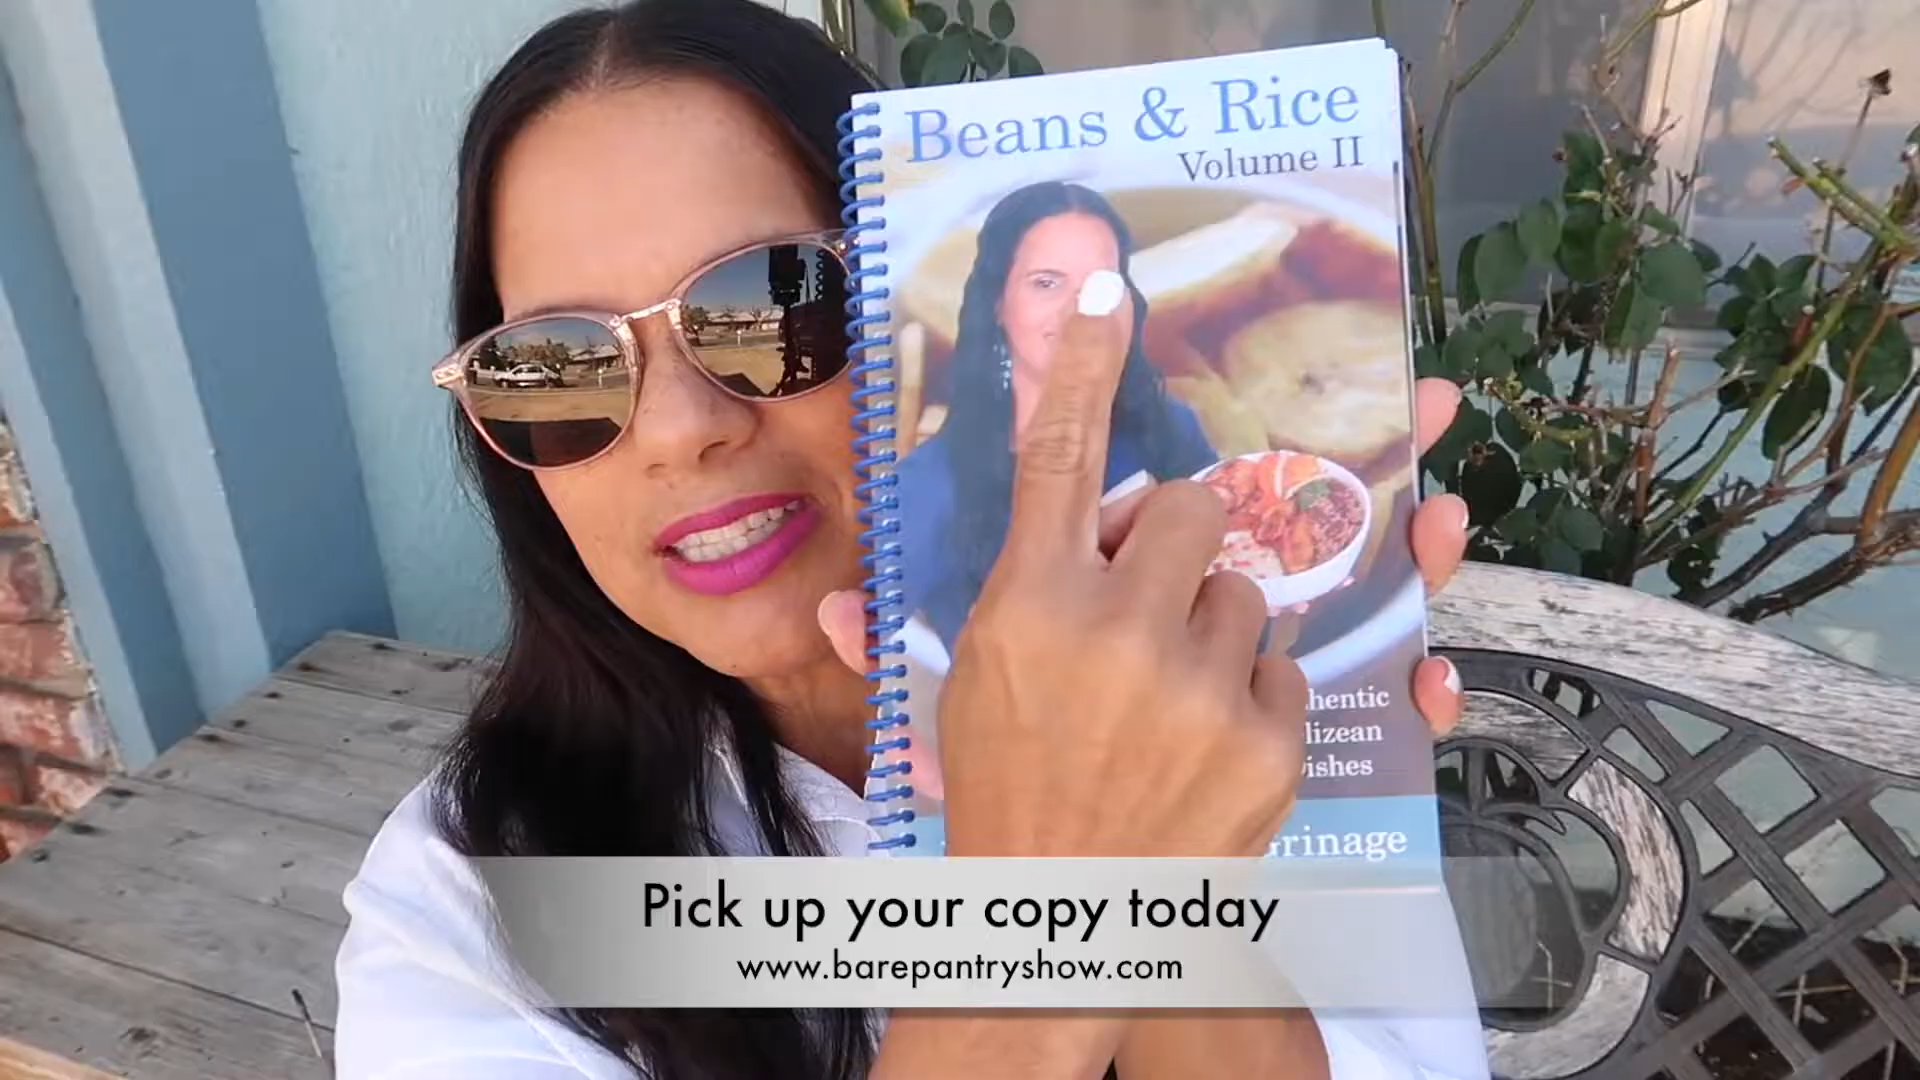 Beans & Rice
Volume II
hentic
lizean
ishes
Grinage
Pick up your copy today
www.barepantryshow.com